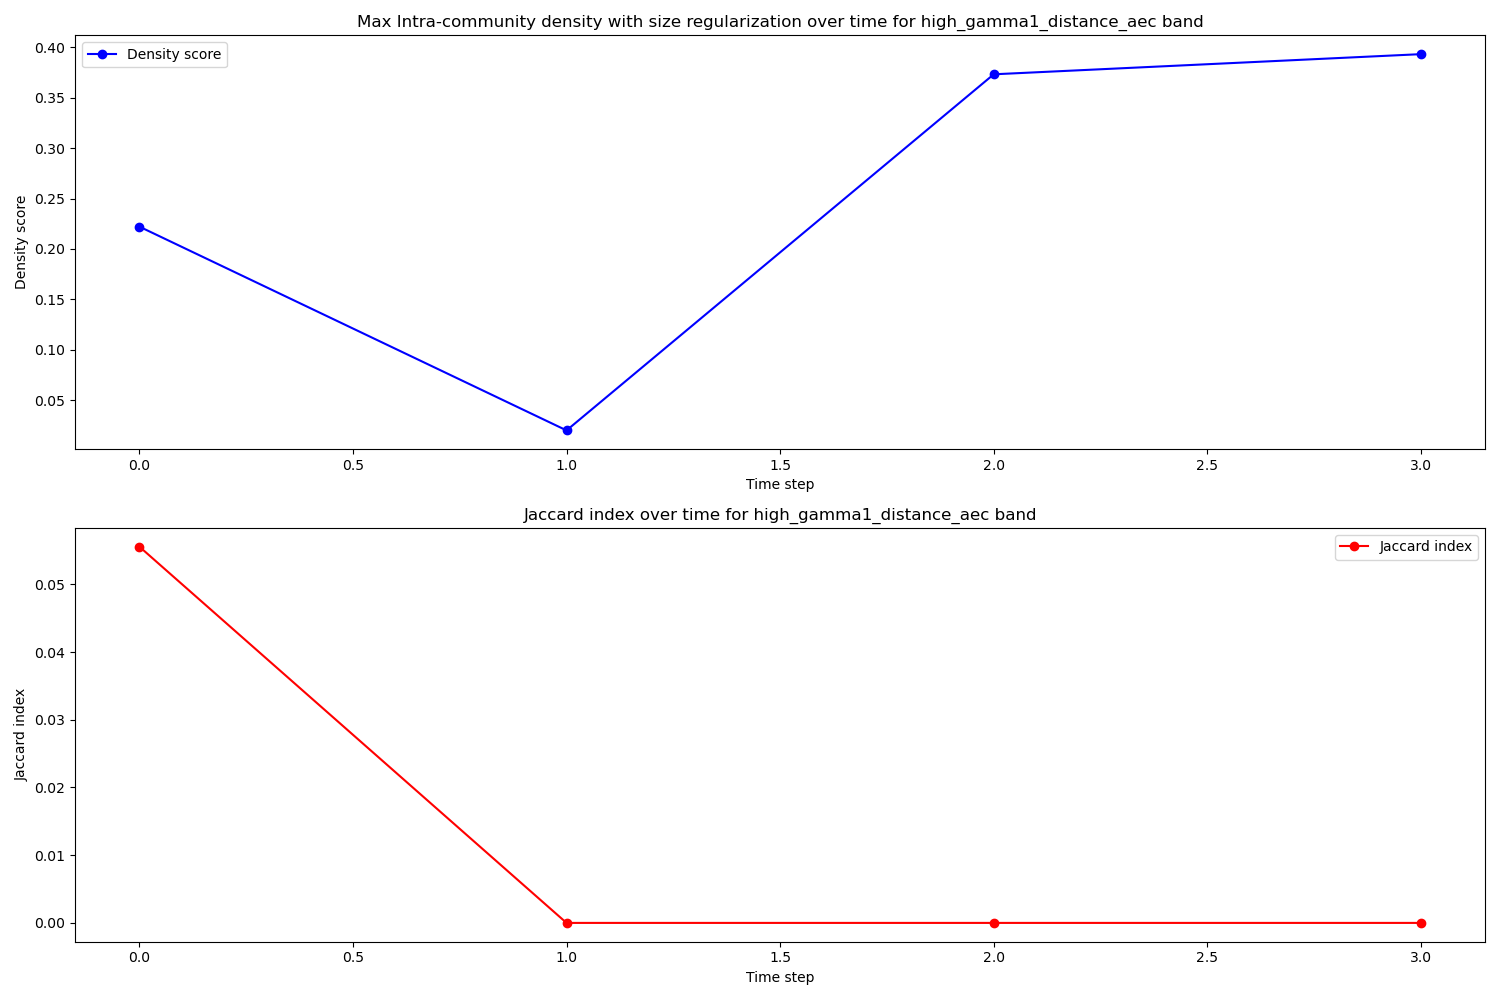 Max Intra-community density with size regularization over time for high_gamma1_distance_aec band
Density score
0.40
0.35
0.30
0.25
0.20
0.15
0.10
0.05
Density score
0.0 0.5 1.0 1.5 2.0 2.5 3.0
Time step
Jaccard index over time for high_gamma1_distance_aec band
Jaccard index
0.05
0.04
0.03
0.02
0.01
0.00
Jaccard index
0.0 0.5 1.0 1.5 2.0 2.5 3.0
Time step